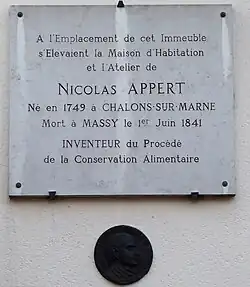 A l'Emplacement de cet Immeuble
s'Elevaient la Maison d'Habitation
et l'Atelier de
NICOLAS APPERT
Né en 1749 à CHALONS-SUR-MARNE
Mort à MASSY le 1er Juin 1841
INVENTEUR du Procédé
de la Conservation Alimentaire